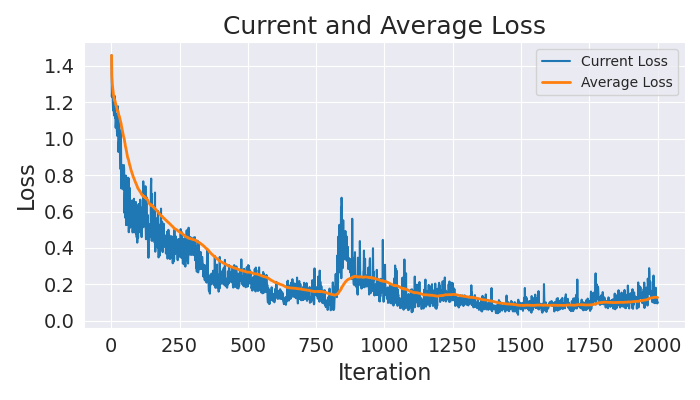 Current and Average Loss
Current Loss
Average Loss
1.4
1.2
1.0
0.8
0.6
0.4
0.2
0.0
Loss
0 250 500 750 1000 1250 1500 1750 2000
Iteration